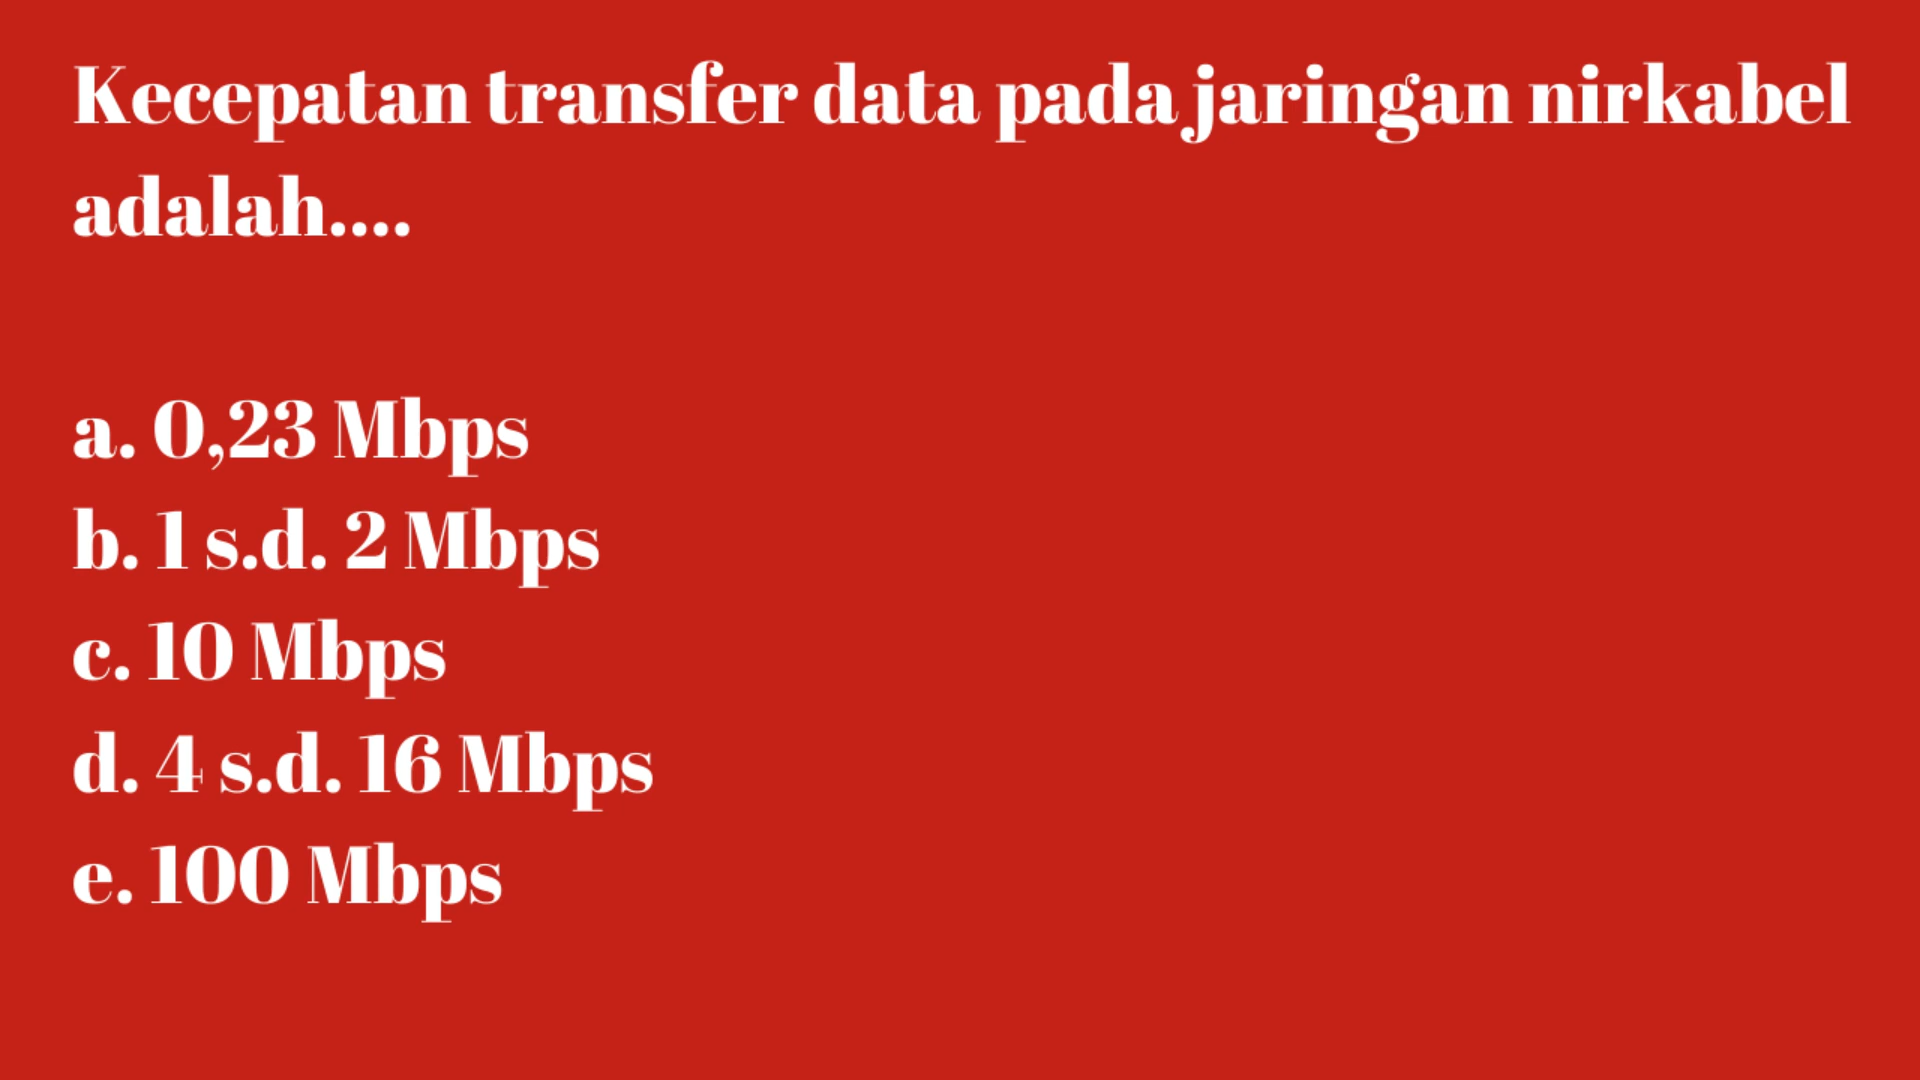 Kecepatan transfer data pada jaringan nirkabel
adalah....
a. 0,23 Mbps
b. 1 s.d. 2 Mbps
c. 10 Mbps
d. 4 s.d. 16 Mbps
e. 100 Mbps